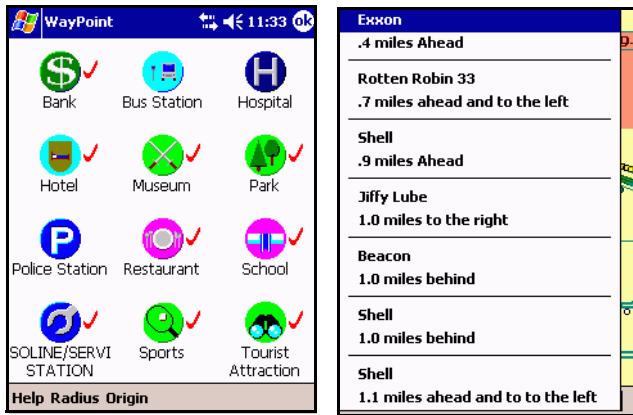 WayPoint 11:33 ok
$ H
Bank Bus Station Hospital
Hotel Museum Park
P
Police Station Restaurant School
SOLINE/SERVI Sports Tourist
STATION Attraction
Help Radius Origin
Exxon
.4 miles Ahead
Rotten Robin 33
.7 miles ahead and to the left
Shell
.9 miles Ahead
Jiffy Lube
1.0 miles to the right
Beacon
1.0 miles behind
Shell
1.0 miles behind
Shell
1.1 miles ahead and to to the left